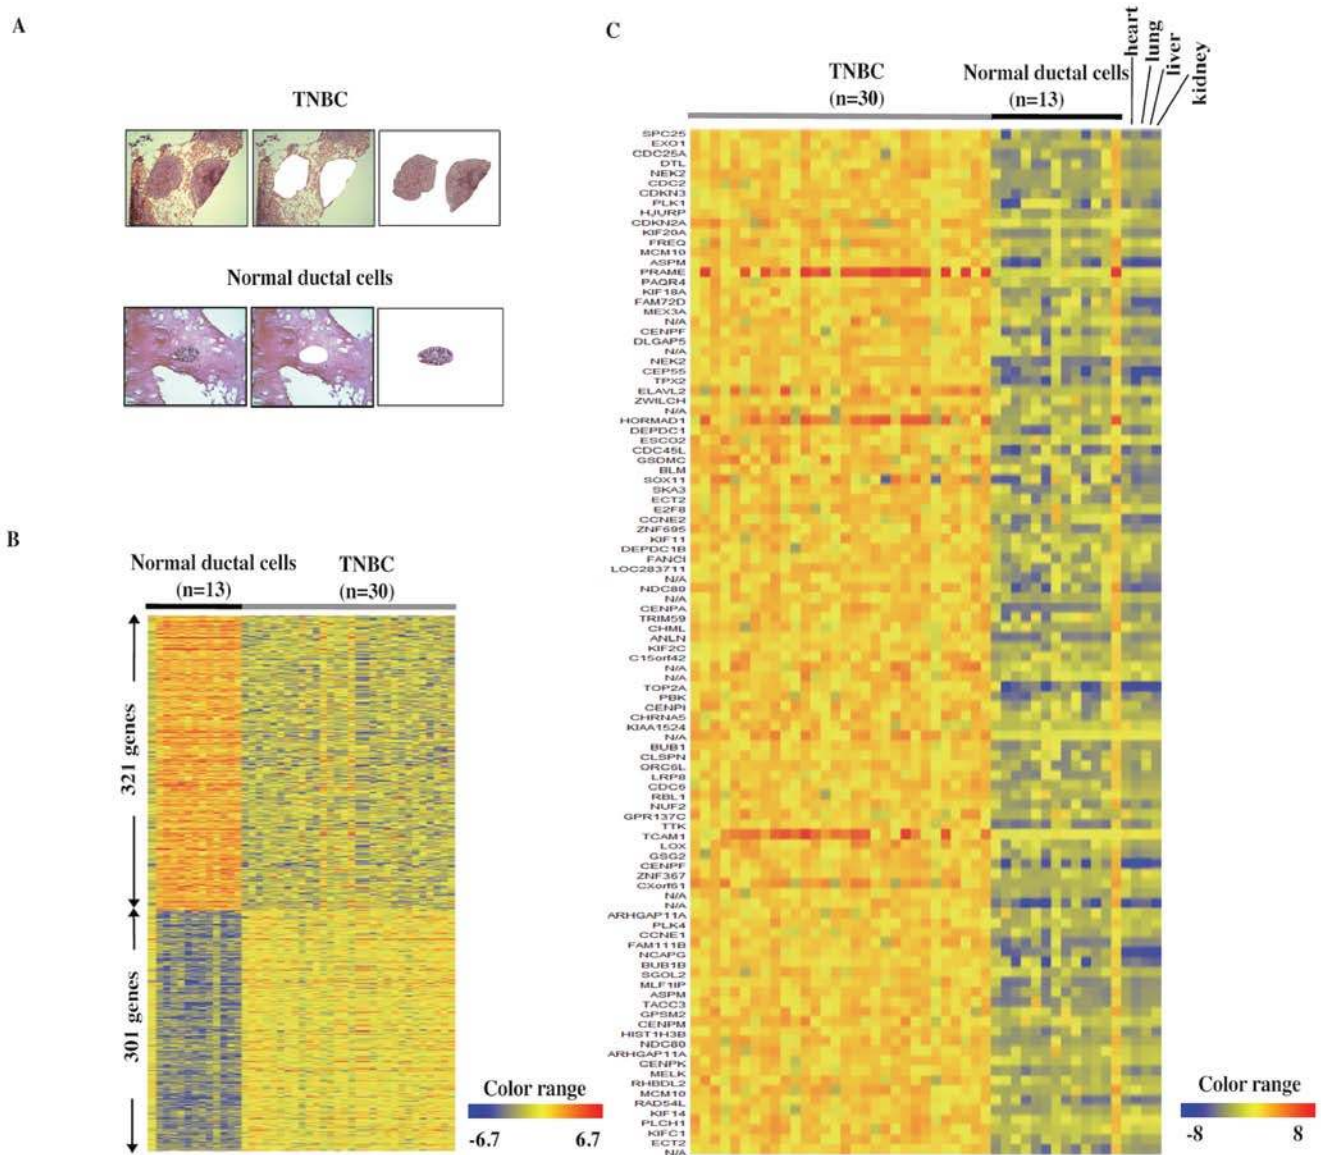 A
TNBC
Normal ductal cells
B
Normal ductal cells
(n=13)
TNBC
(n=30)
321 genes
301 genes
Color range
-6.7
6.7
C
TNBC
(n=30)
Normal ductal cells
(n=13)
heart
lung
liver
kidney
SPC25
EXO1
CDC25A
DTL
NEK2
CDC2
CDKN3
PLK1
HJURP
CDKN2A
KIF20A
FREQ
MCM10
ASPM
PRAME
PAQR4
KIF18A
FAM72D
MEX3A
N/A
CENPF
DLGAP5
N/A
NEK2
CEP55
TPX2
ELAVL2
ZWILCH
N/A
HORMAD1
DEPDC1
ESCO2
CDC45L
GSDMC
BLM
SOX11
SKA3
ECT2
E2F8
CCNE2
ZNF695
KIF11
DEPDC1B
FANCI
LOC283711
N/A
NDC80
N/A
CENPA
TRIM59
CHML
ANLN
KIF2C
C15orf42
N/A
N/A
TOP2A
PBK
CENPI
CHRNA5
KIAA1524
N/A
BUB1
CLSPN
ORC6L
LRP8
CDC6
RBL1
NUF2
GPR137C
TTK
TCAM1
LOX
GSG2
CENPF
ZNF367
CXorf61
N/A
N/A
ARHGAP11A
PLK4
CCNE1
FAM111B
NCAPG
BUB1B
SGOL2
MLF1IP
ASPM
TACC3
GPSM2
CENPM
HIST1H3B
NDC80
ARHGAP11A
CENPK
MELK
RHBDL2
MCM10
RAD54L
KIF14
PLCH1
KIFC1
ECT2
N/A
Color range
-8
8